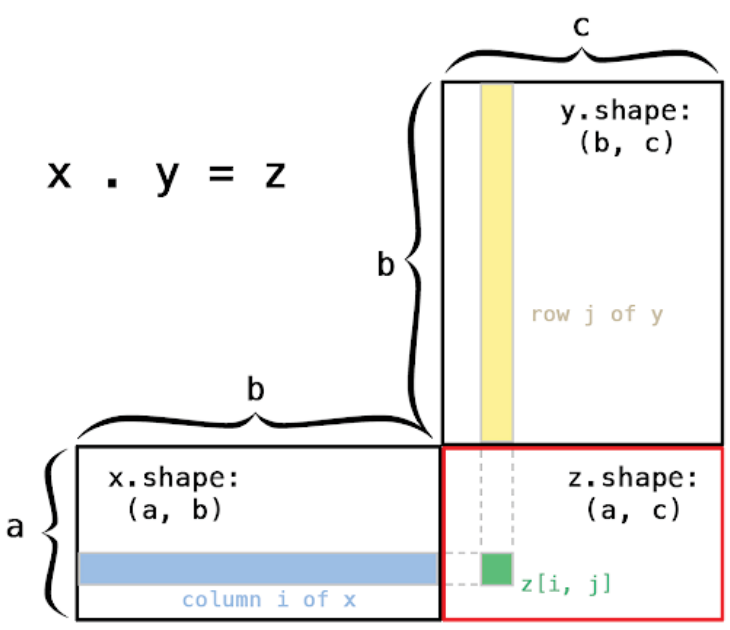 c
y.shape:
(b, c)
x . y = z
b
row j of y
b
x.shape:
(a, b)
z.shape:
(a, c)
a
z[i, j]
column i of x